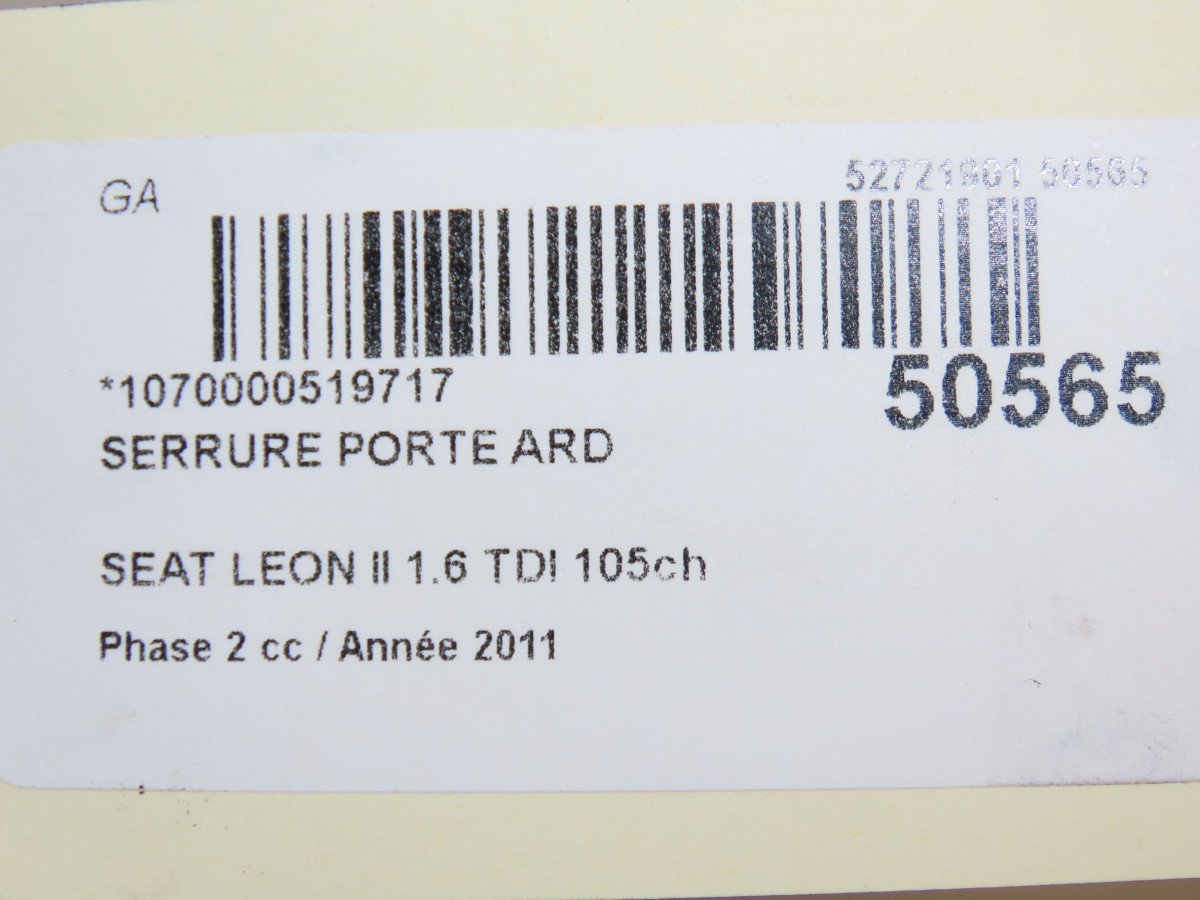 GA
52721901 50565
*1070000519717
50565
SERRURE PORTE ARD
SEAT LEON II 1.6 TDI 105ch
Phase 2 cc / Année 2011